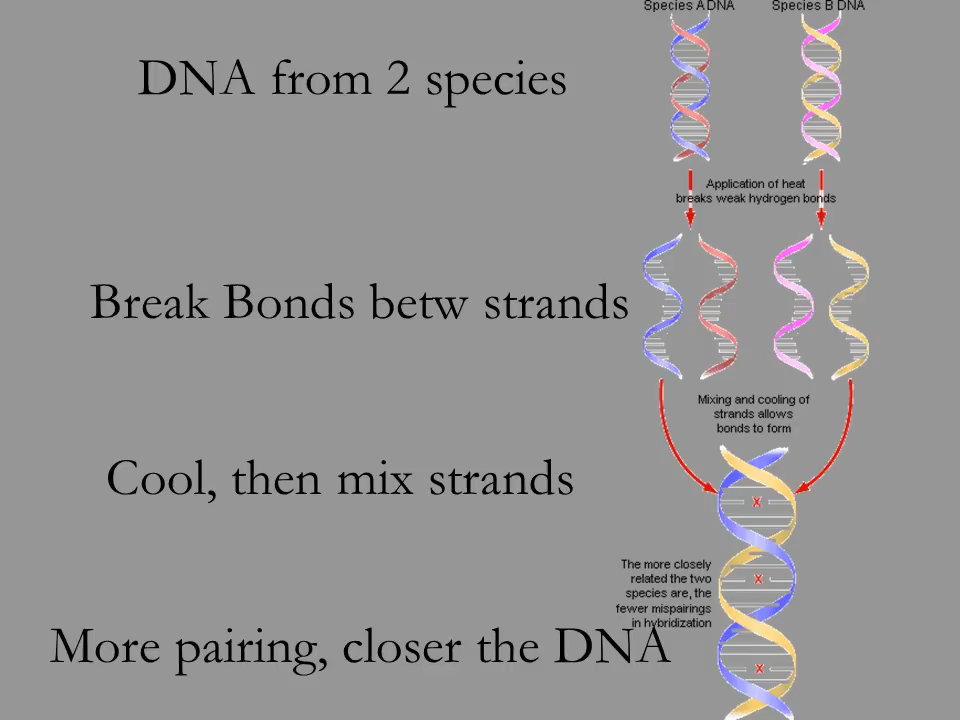 Species A DNA
Species B DNA
DNA from 2 species
Application of heat
breaks weak hydrogen bonds
Break Bonds betw strands
Mixing and cooling of
strands allows
bonds to form
Cool, then mix strands
X
The more closely
related the two
species are, the
fewer mispairings
in hybridization
X
More pairing, closer the DNA
X